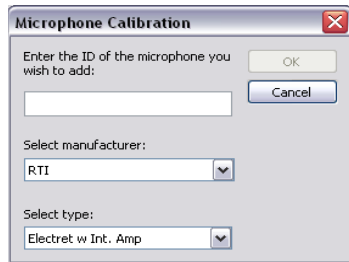 Microphone Calibration
Enter the ID of the microphone you
wish to add:
OK
Cancel
Select manufacturer:
RTI
Select type:
Electret w Int. Amp